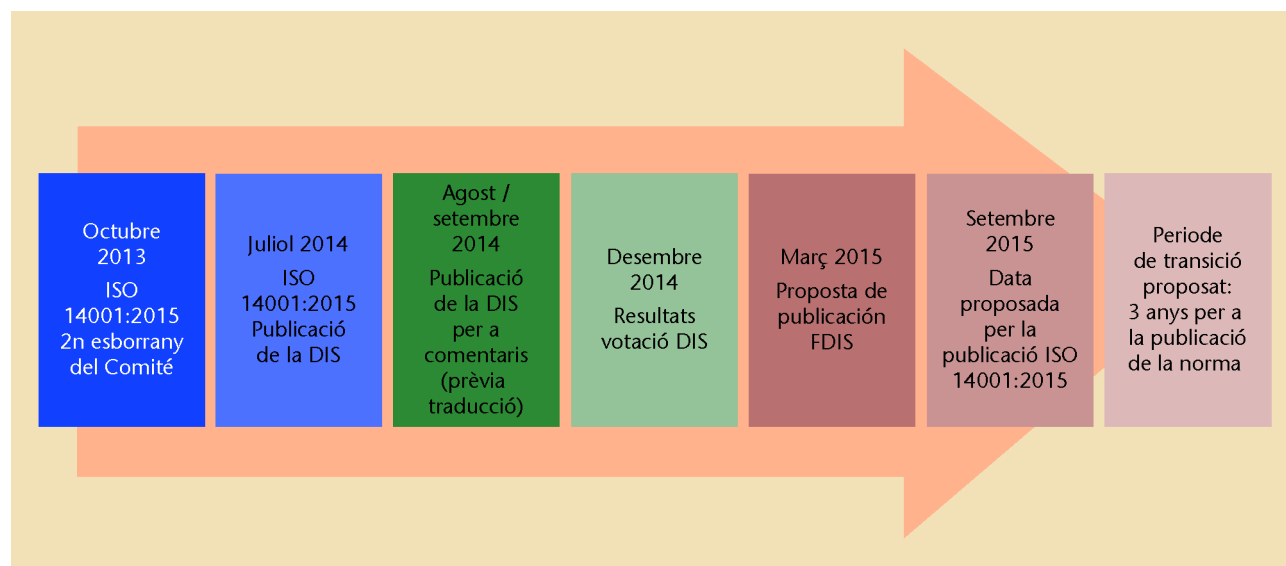 Octubre
2013
ISO
14001:2015
2n esborrany
del Comité
Juliol 2014
ISO
14001:2015
Publicació
de la DIS
Agost /
setembre
2014
Publicació
de la DIS
per a
comentaris
(prèvia
traducció)
Desembre
2014
Resultats
votació DIS
Març 2015
Proposta de
publicación
FDIS
Setembre
2015
Data
proposada
per la
publicació ISO
14001:2015
Periode
de transició
proposat:
3 anys per a
la publicació
de la norma